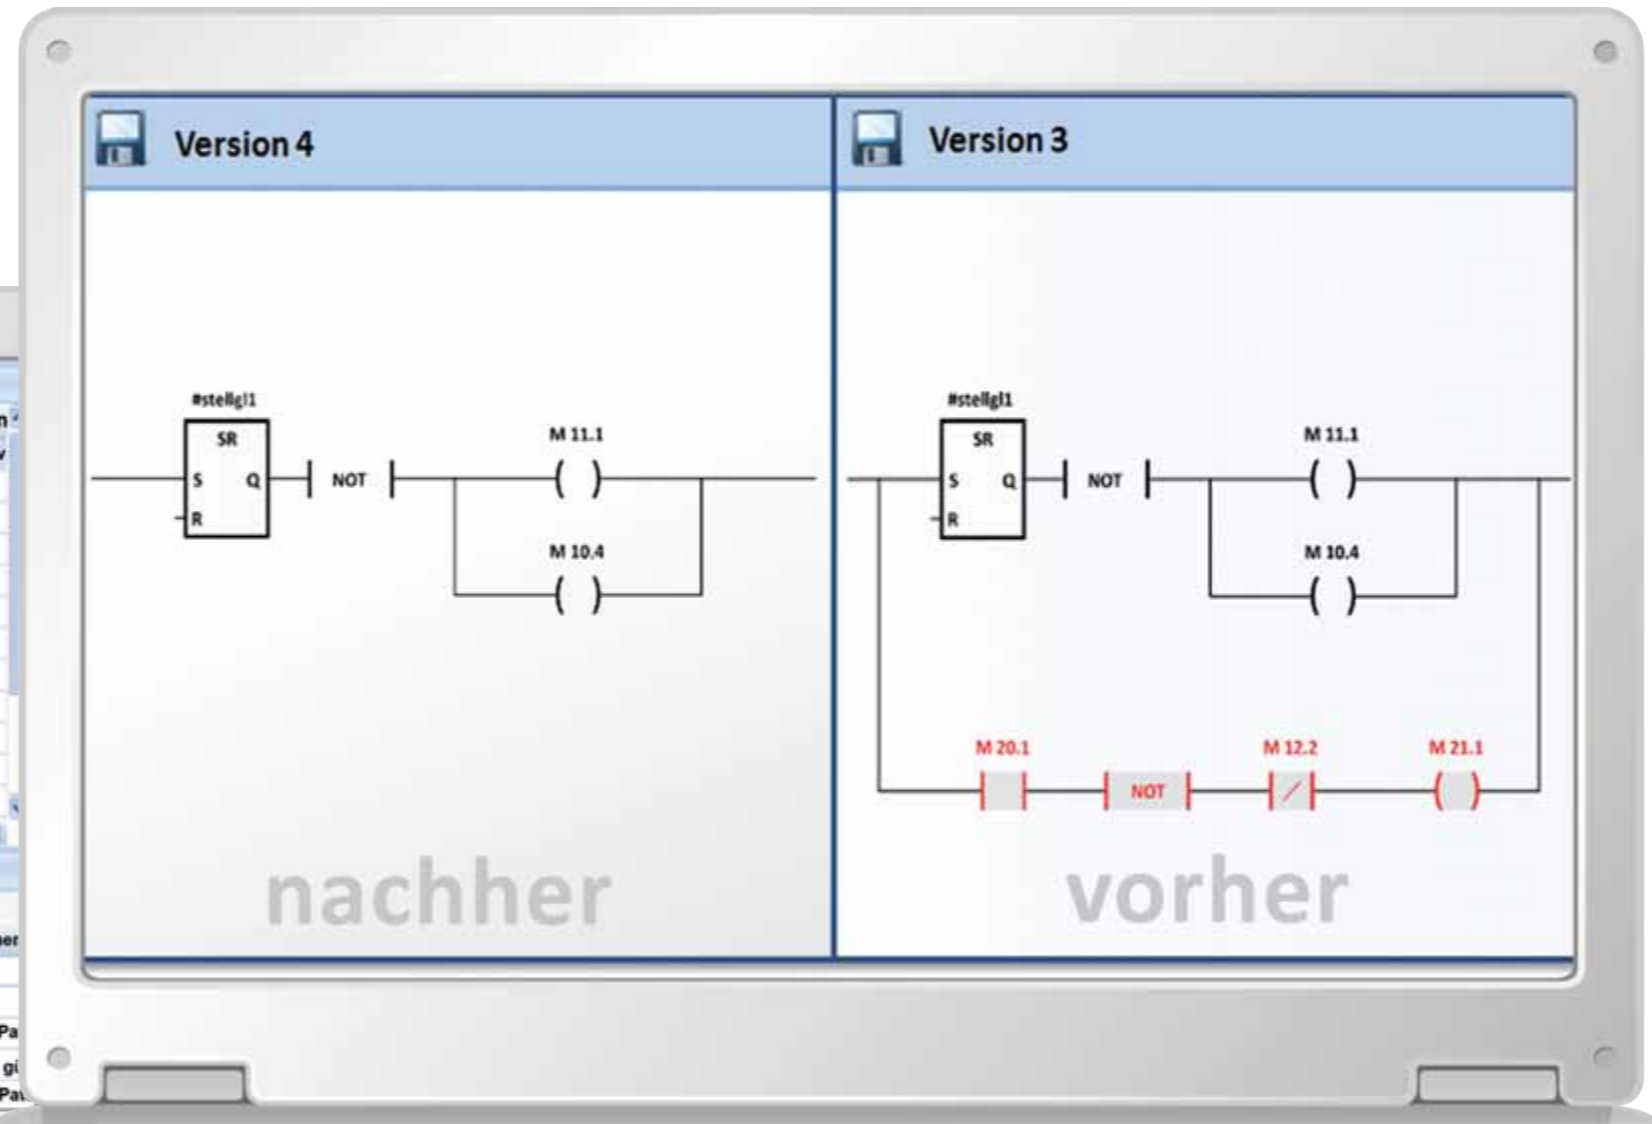 Version 4
#stellgl1
SR
S Q
R
NOT
M 11.1
( )
M 10.4
( )
nachher
Version 3
#stellgl1
SR
S Q
R
NOT
M 11.1
( )
M 10.4
( )
M 20.1
NOT
M 12.2
M 21.1
( )
vorher